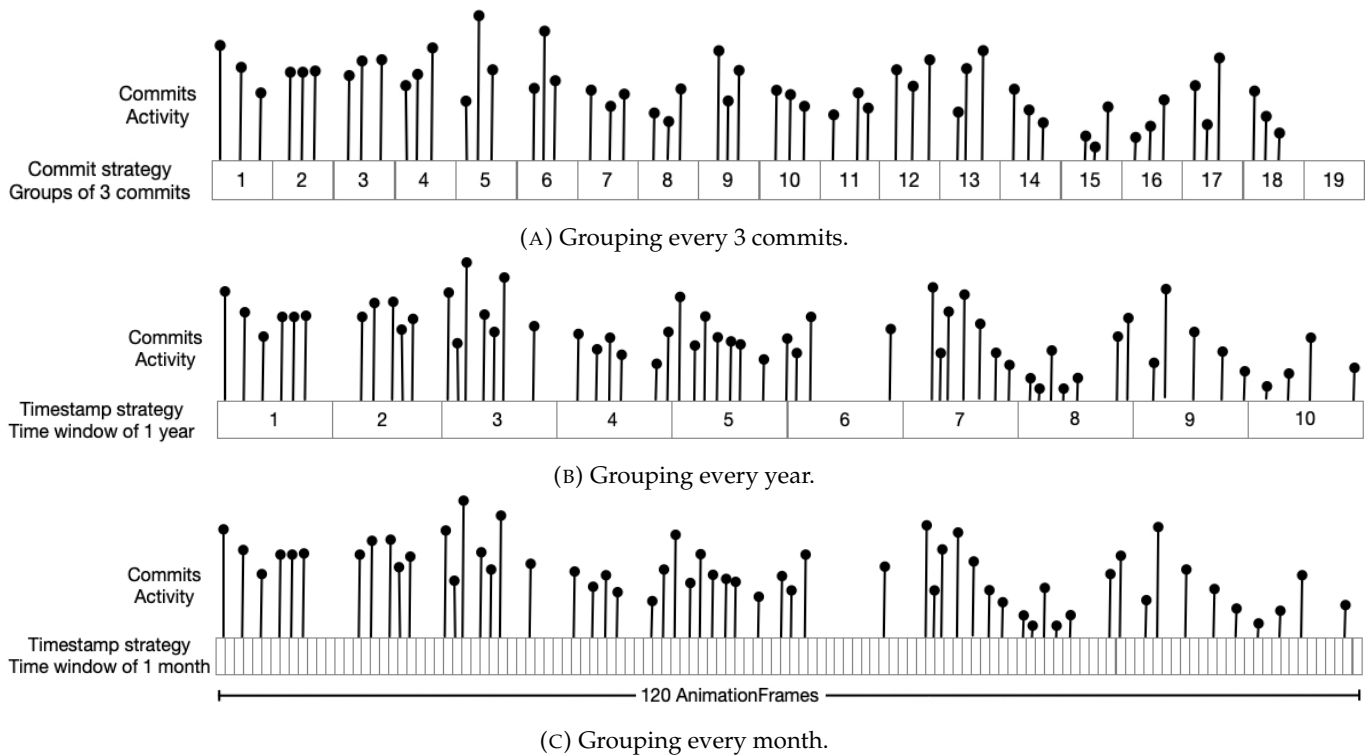 Commits
Activity
Commit strategy
Groups of 3 commits
1 2 3 4 5 6 7 8 9 10 11 12 13 14 15 16 17 18 19
(A) Grouping every 3 commits.
Commits
Activity
Timestamp strategy
Time window of 1 year
1 2 3 4 5 6 7 8 9 10
(B) Grouping every year.
Commits
Activity
Timestamp strategy
Time window of 1 month
120 AnimationFrames
(C) Grouping every month.